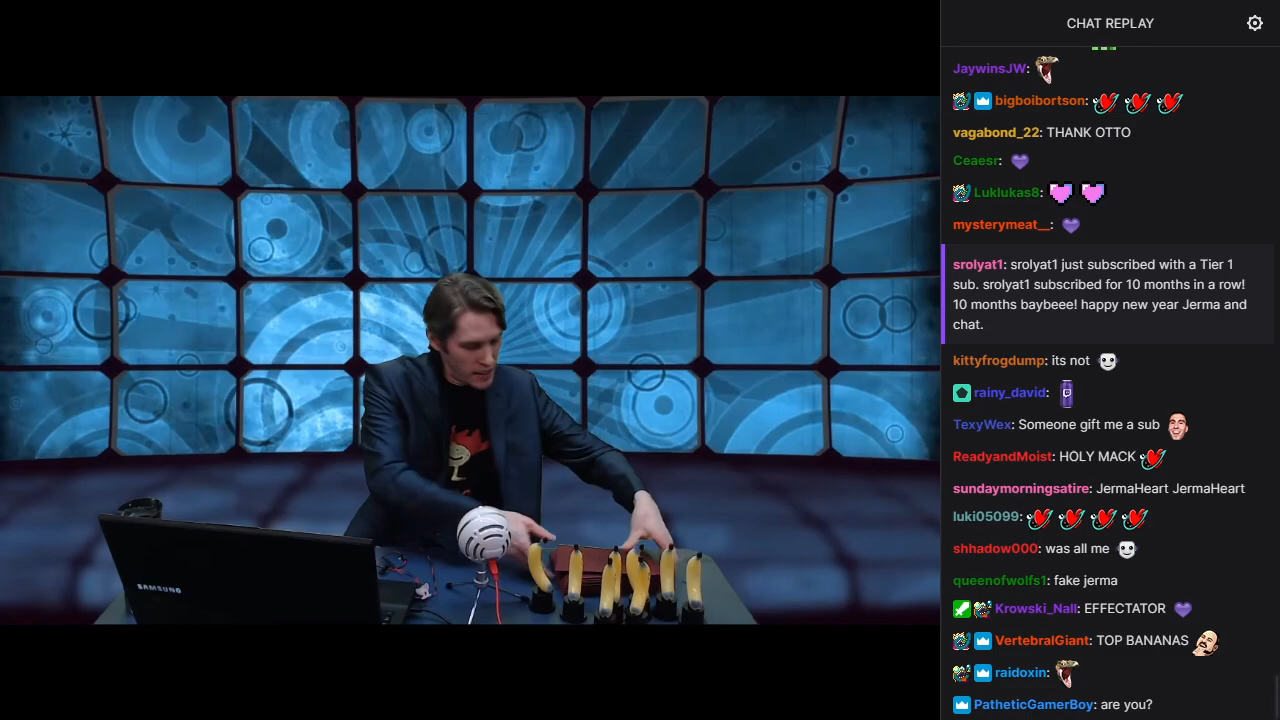 CHAT REPLAY
JaywinsJW:
bigboibortson:
vagabond_22: THANK OTTO
Ceaesr:
Luklukas8:
mysterymeat__:
srolyat1: srolyat1 just subscribed with a Tier 1
sub. srolyat1 subscribed for 10 months in a row!
10 months baybeee! happy new year Jerma and
chat.
kittyfrogdump: its not
rainy_david:
TexyWex: Someone gift me a sub
ReadyandMoist: HOLY MACK
sundaymorningsatire: JermaHeart JermaHeart
luki05099:
shhadow000: was all me
queenofwolfs1: fake jerma
Krowski_Nall: EFFECTATOR
VertebralGiant: TOP BANANAS
raidoxin:
PatheticGamerBoy: are you?
SAMSUNG